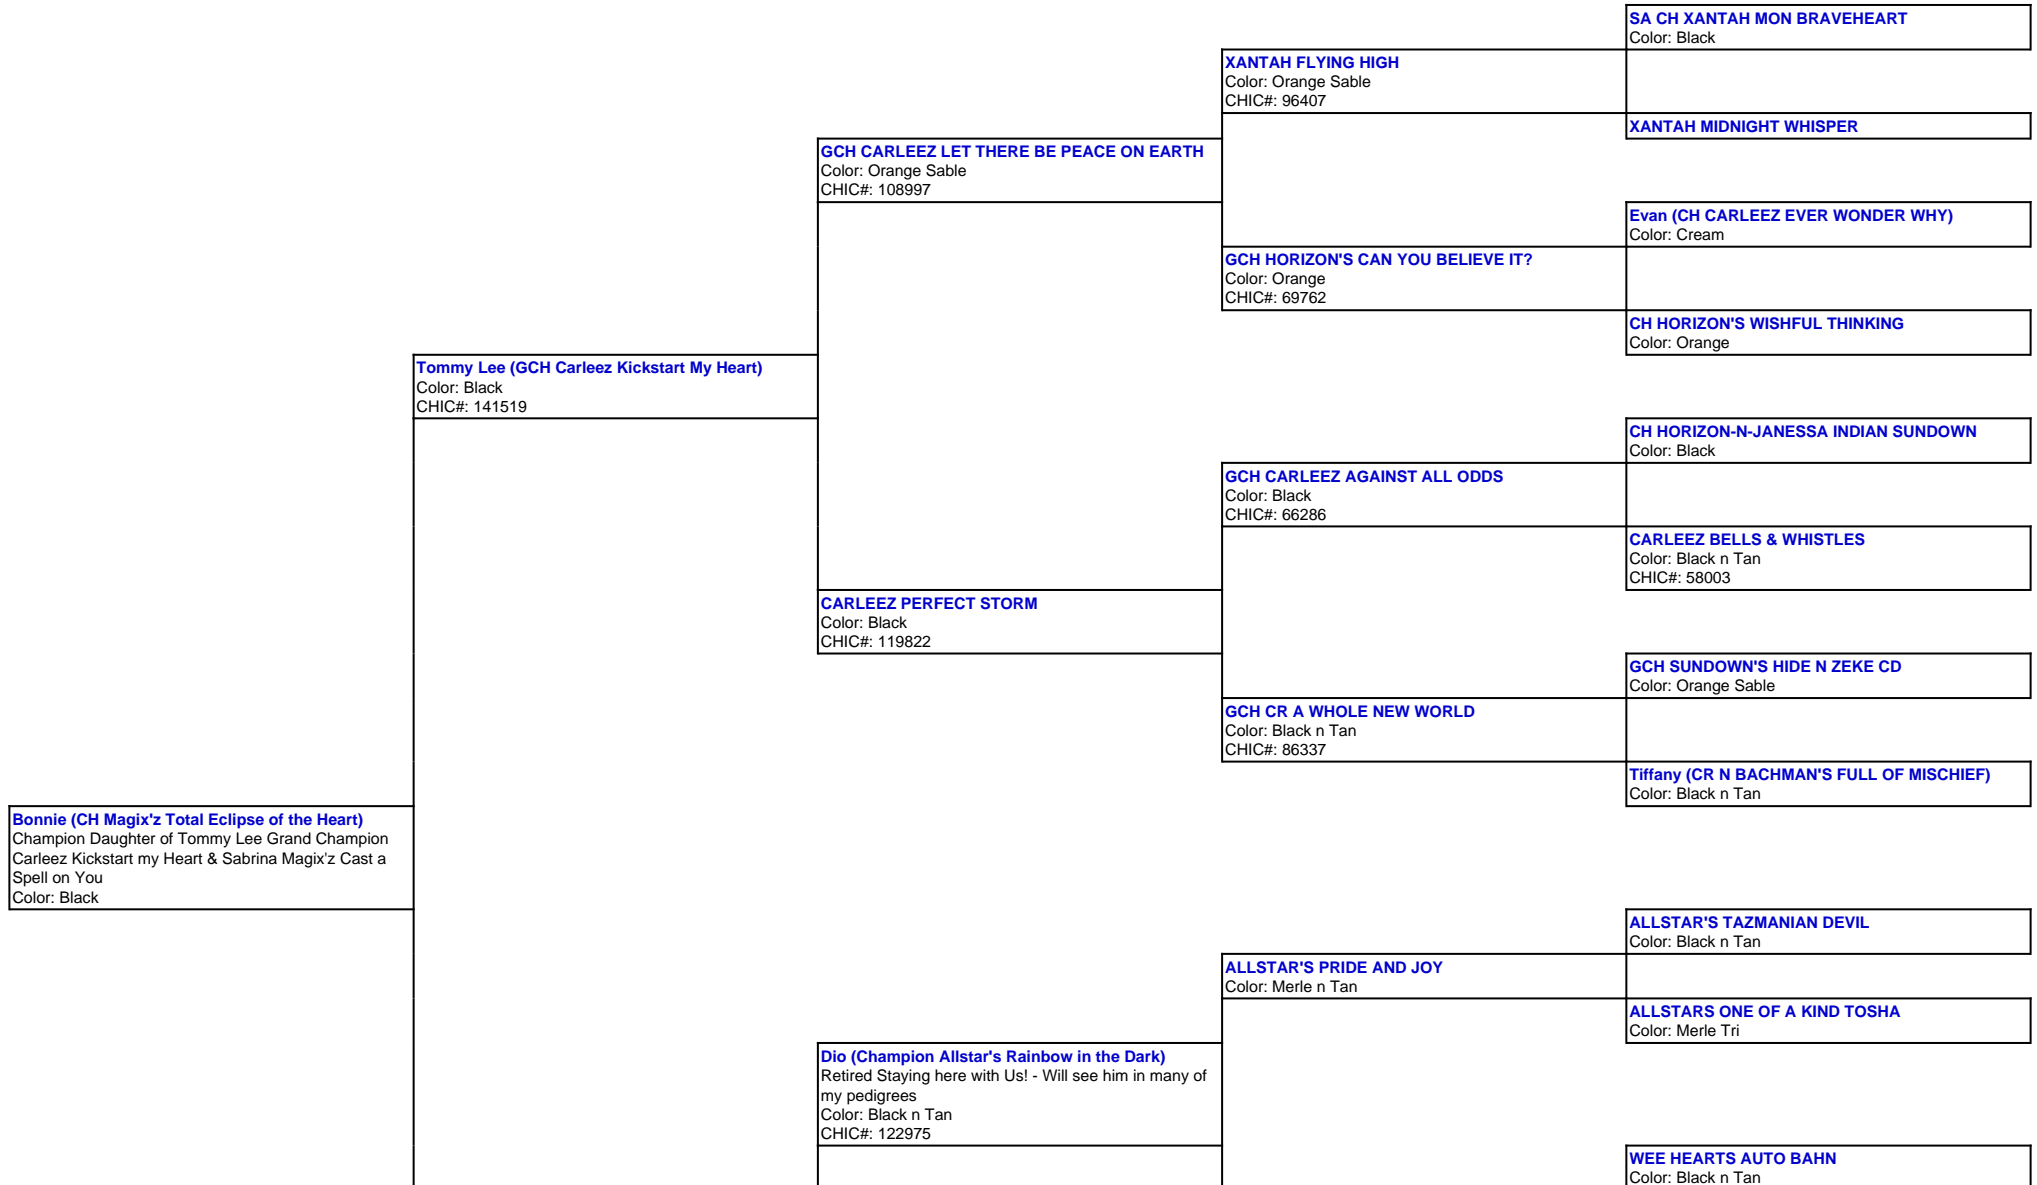 SA CH XANTAH MON BRAVEHEART
Color: Black
XANTAH FLYING HIGH
Color: Orange Sable
CHIC#: 96407
XANTAH MIDNIGHT WHISPER
GCH CARLEEZ LET THERE BE PEACE ON EARTH
Color: Orange Sable
CHIC#: 108997
Evan (CH CARLEEZ EVER WONDER WHY)
Color: Cream
GCH HORIZON'S CAN YOU BELIEVE IT?
Color: Orange
CHIC#: 69762
CH HORIZON'S WISHFUL THINKING
Color: Orange
Tommy Lee (GCH Carleez Kickstart My Heart)
Color: Black
CHIC#: 141519
CH HORIZON-N-JANESSA INDIAN SUNDOWN
Color: Black
GCH CARLEEZ AGAINST ALL ODDS
Color: Black
CHIC#: 66286
CARLEEZ BELLS & WHISTLES
Color: Black n Tan
CHIC#: 58003
CARLEEZ PERFECT STORM
Color: Black
CHIC#: 119822
GCH SUNDOWN'S HIDE N ZEKE CD
Color: Orange Sable
GCH CR A WHOLE NEW WORLD
Color: Black n Tan
CHIC#: 86337
Tiffany (CR N BACHMAN'S FULL OF MISCHIEF)
Color: Black n Tan
Bonnie (CH Magix'z Total Eclipse of the Heart)
Champion Daughter of Tommy Lee Grand Champion
Carleez Kickstart my Heart & Sabrina Magix'z Cast a
Spell on You
Color: Black
ALLSTAR'S TAZMANIAN DEVIL
Color: Black n Tan
ALLSTAR'S PRIDE AND JOY
Color: Merle n Tan
ALLSTARS ONE OF A KIND TOSHA
Color: Merle Tri
Dio (Champion Allstar's Rainbow in the Dark)
Retired Staying here with Us! - Will see him in many of
my pedigrees
Color: Black n Tan
CHIC#: 122975
WEE HEARTS AUTO BAHN
Color: Black n Tan